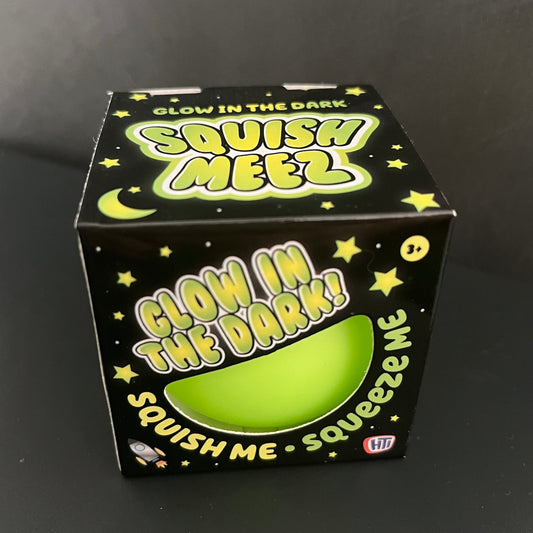 GLOW IN THE DARK
SQUISH
MEEZ
3+
GLOW IN
THE DARK!
SQUISH ME • SQUEEZE ME
HTI